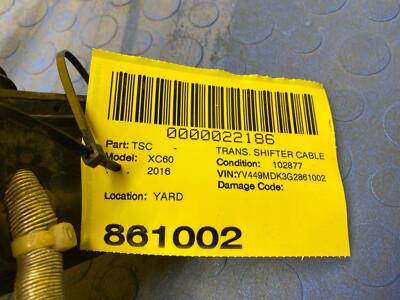 0000022186
Part: TSC - TRANS. SHIFTER CABLE
Model: XC60 Condition: 102877
. . 2016 VIN:YV449MDK3G2861002
Damage Code:
Location: YARD
861002